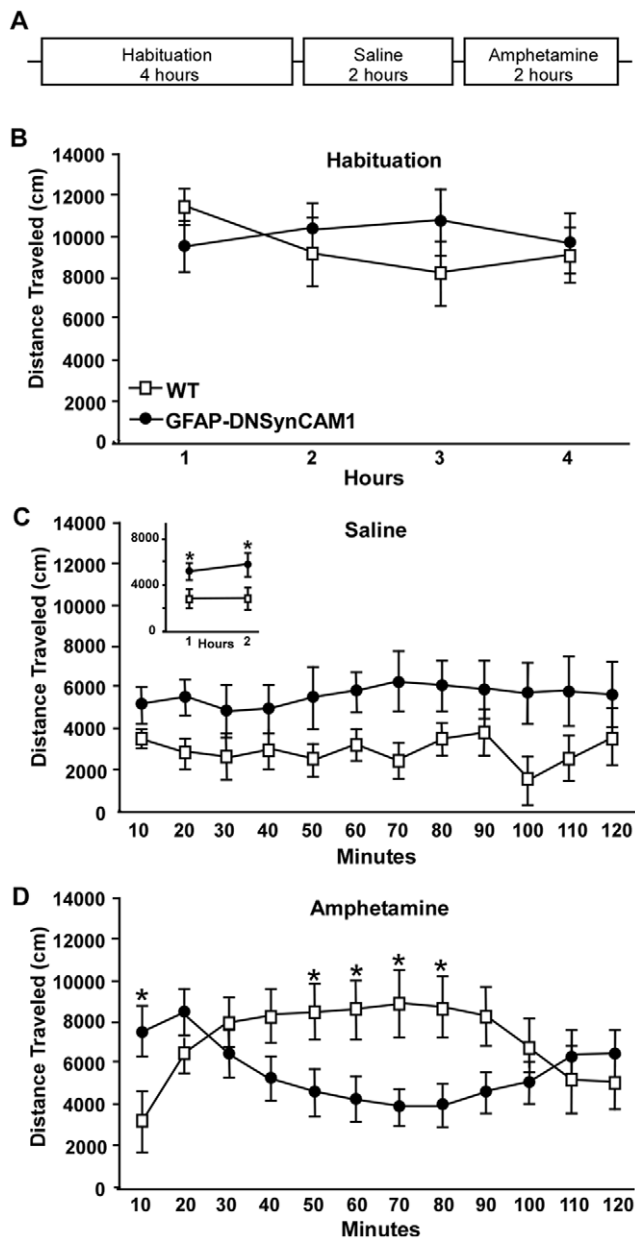 A
Habituation
4 hours
Saline
2 hours
Amphetamine
2 hours
B
Habituation
14000
12000
10000
8000
6000
4000
2000
0
Distance Traveled (cm)
WT
GFAP-DNSynCAM1
1 2 3 4
Hours
C
Saline
14000
12000
10000
8000
6000
4000
2000
0
Distance Traveled (cm)
8000
4000
0
* *
1 Hours 2
10 20 30 40 50 60 70 80 90 100 110 120
Minutes
D
Amphetamine
14000
12000
10000
8000
6000
4000
2000
0
Distance Traveled (cm)
* * * * *
10 20 30 40 50 60 70 80 90 100 110 120
Minutes